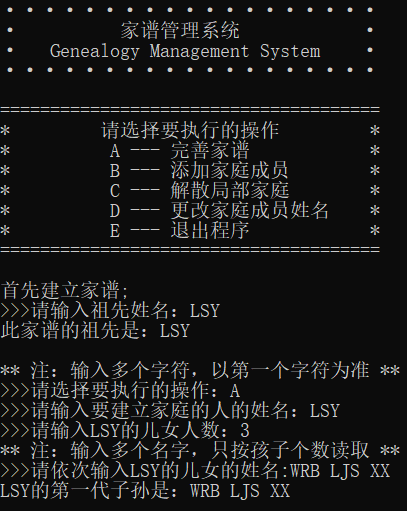 · · · · · · · · · · · · · · · · · · ·
· 家谱管理系统 ·
· Genealogy Management System ·
· · · · · · · · · · · · · · · · · · ·
======================================
* 请选择要执行的操作 *
* A --- 完善家谱 *
* B --- 添加家庭成员 *
* C --- 解散局部家庭 *
* D --- 更改家庭成员姓名 *
* E --- 退出程序 *
======================================
首先建立家谱;
>>>请输入祖先姓名: LSY
此家谱的祖先是: LSY
** 注: 输入多个字符, 以第一个字符为准 **
>>>请选择要执行的操作: A
>>>请输入要建立家庭的人的姓名: LSY
>>>请输入LSY的儿女人数: 3
** 注: 输入多个名字, 只按孩子个数读取 **
>>>请依次输入LSY的儿女的姓名:WRB LJS XX
LSY的第一代子孙是: WRB LJS XX